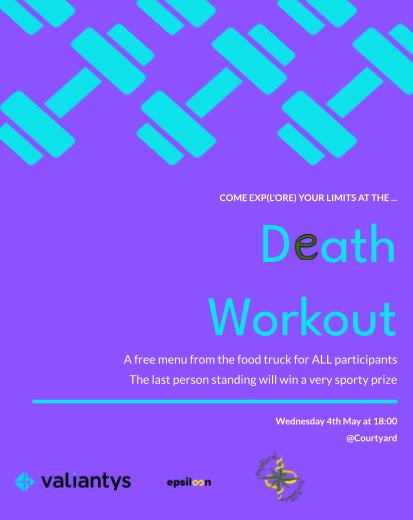 COME EXP(L'ORE) YOUR LIMITS AT THE ...
Death
Workout
A free menu from the food truck for ALL participants
The last person standing will win a very sporty prize
Wednesday 4th May at 18:00
@Courtyard
valiantys
epsiloon